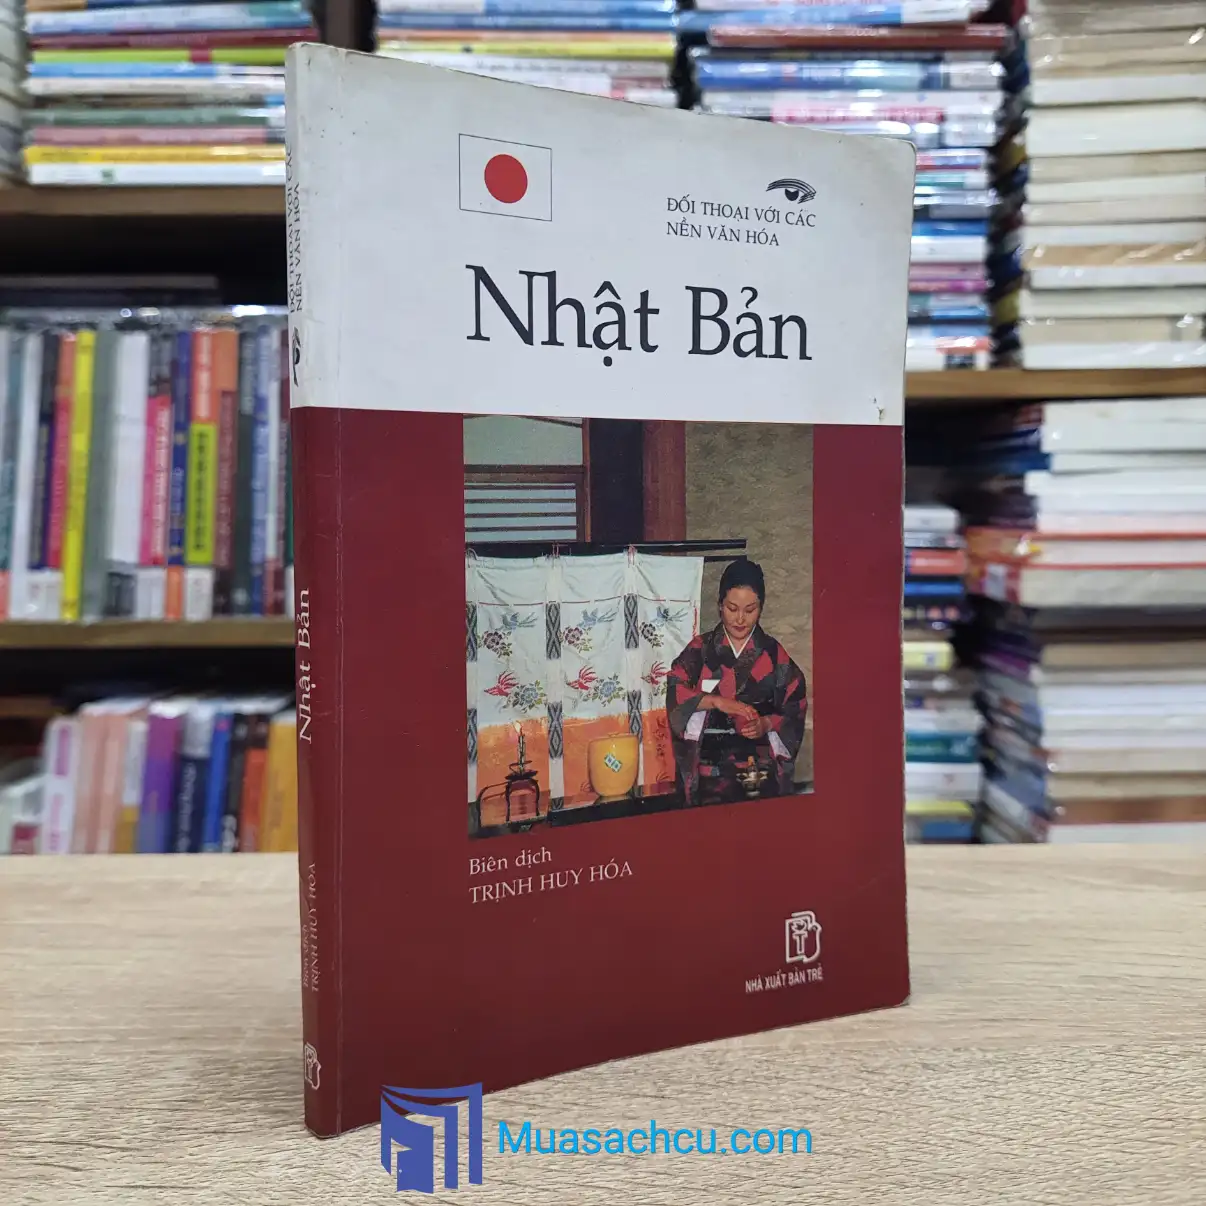 ĐỐI THOẠI VỚI CÁC
NỀN VĂN HÓA
Nhật Bản
Biên dịch
TRỊNH HUY HÓA
NHÀ XUẤT BẢN TRẺ
ĐỐI THOẠI VỚI CÁC
NỀN VĂN HÓA
Nhật Bản
Biên dịch
TRỊNH HUY HÓA
Muasachcu.com